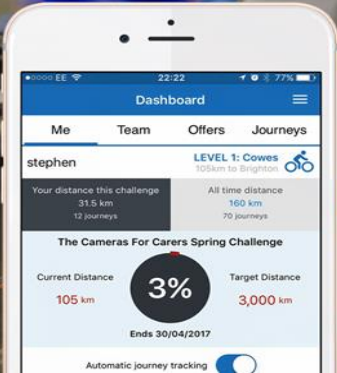 ●0000 EE 22:22 77%
Dashboard
Me Team Offers Journeys
stephen
LEVEL 1: Cowes
105km to Brighton
Your distance this challenge
31.5 km
12 journeys
All time distance
160 km
70 journeys
The Cameras For Carers Spring Challenge
Current Distance
105 km
3%
Target Distance
3,000 km
Ends 30/04/2017
Automatic journey tracking